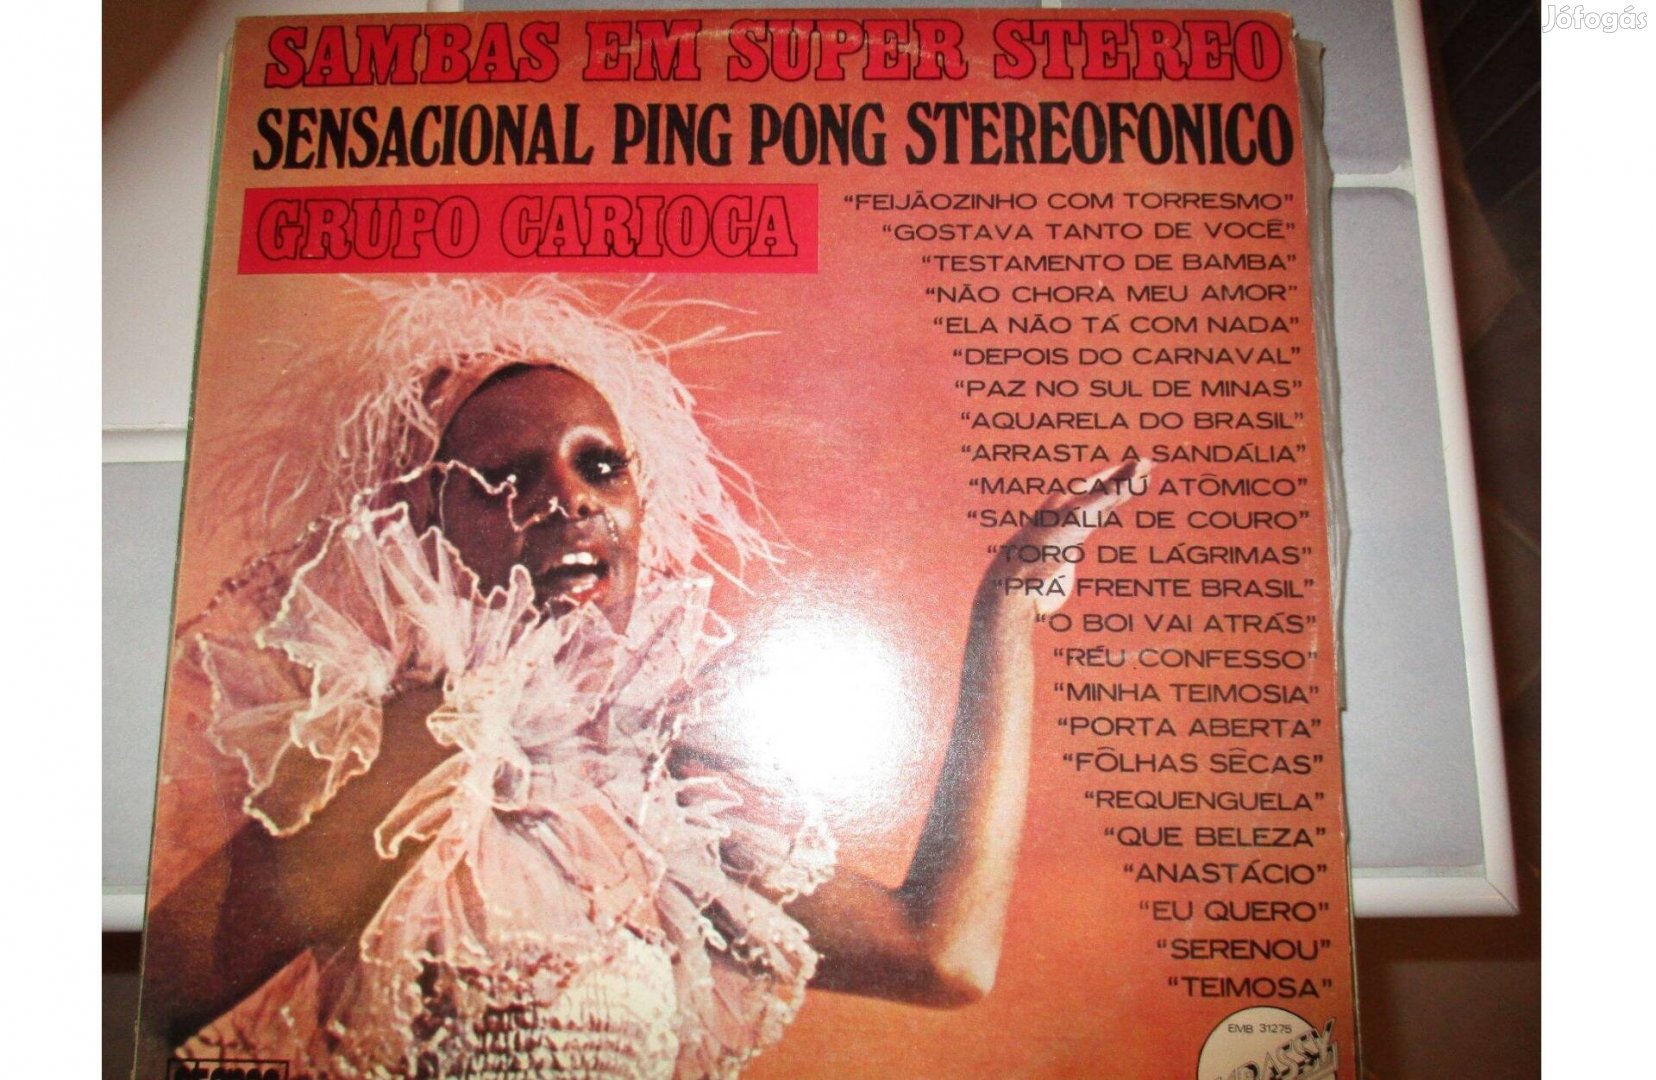 Jófogás
SAMBAS EM SUPER STEREO
SENSACIONAL PING PONG STEREOFONICO
GRUPO CARIOCA
"FEIJÃOZINHO COM TORRESMO"
"GOSTAVA TANTO DE VOCÊ"
"TESTAMENTO DE BAMBA"
"NÃO CHORA MEU AMOR"
"ELA NÃO TÁ COM NADA"
"DEPOIS DO CARNAVAL"
"PAZ NO SUL DE MINAS"
"AQUARELA DO BRASIL"
"ARRASTA A SANDÁLIA"
"MARACATÚ ATÔMICO"
"SANDÁLIA DE COURO"
"TORÓ DE LÁGRIMAS"
"PRÁ FRENTE BRASIL"
"O BOI VAI ATRÁS"
"RÉU CONFESSO"
"MINHA TEIMOSIA"
"PORTA ABERTA"
"FÔLHAS SÊCAS"
"REQUENGUELA"
"QUE BELEZA"
"ANASTÁCIO"
"EU QUERO"
"SERENOU"
"TEIMOSA"
EMB 31275